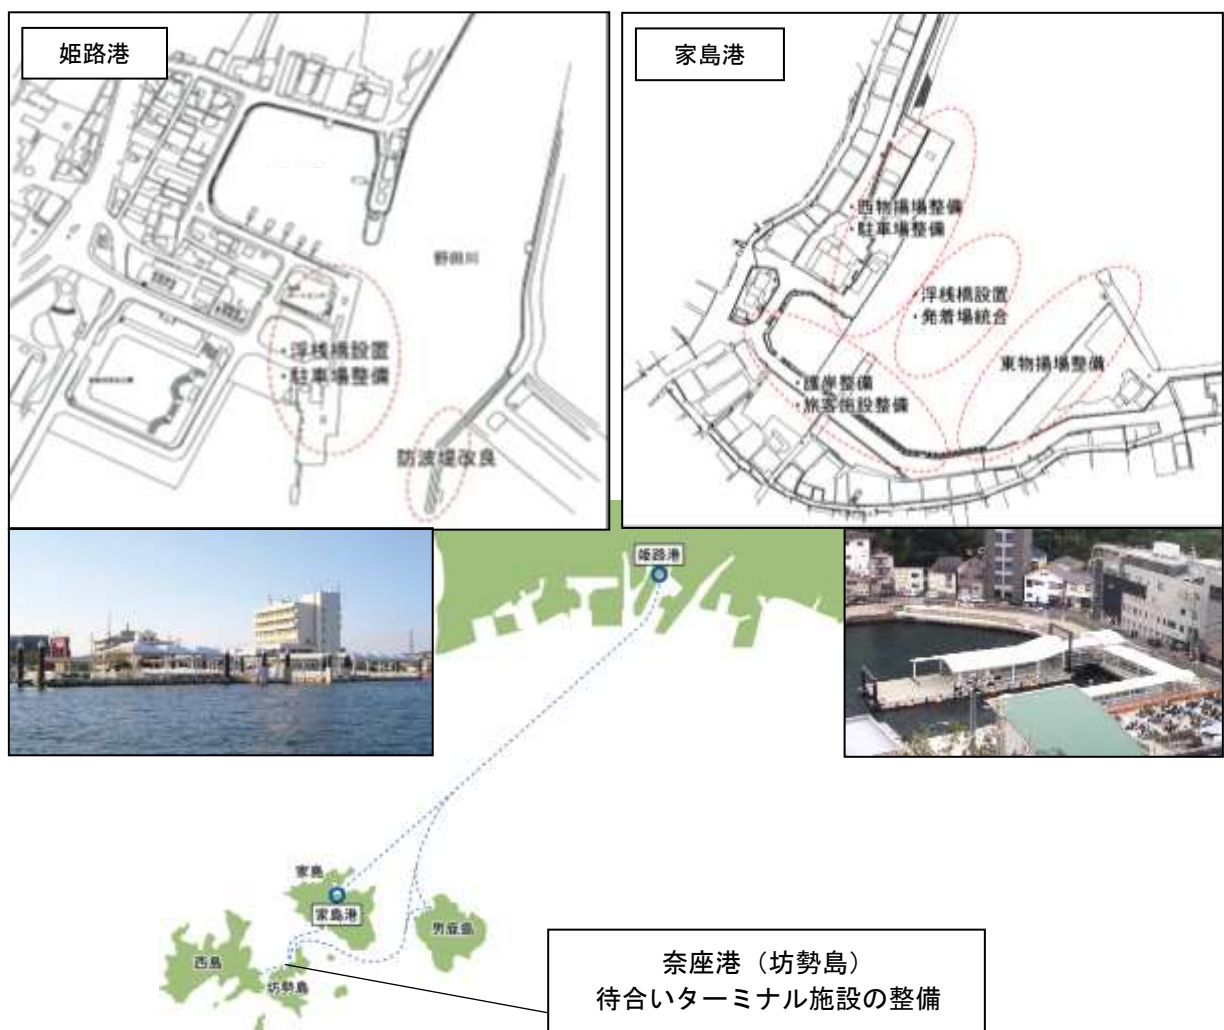 姫路港
野田川
・浮桟橋設置
・駐車場整備
防波堤改良
家島港
・西物揚場整備
・駐車場整備
・浮桟橋設置
・発着場統合
東物揚場整備
・護岸整備
・旅客施設整備
姫路港
家島
家島港
男鹿島
西島
坊勢島
奈座港（坊勢島）
待合いターミナル施設の整備